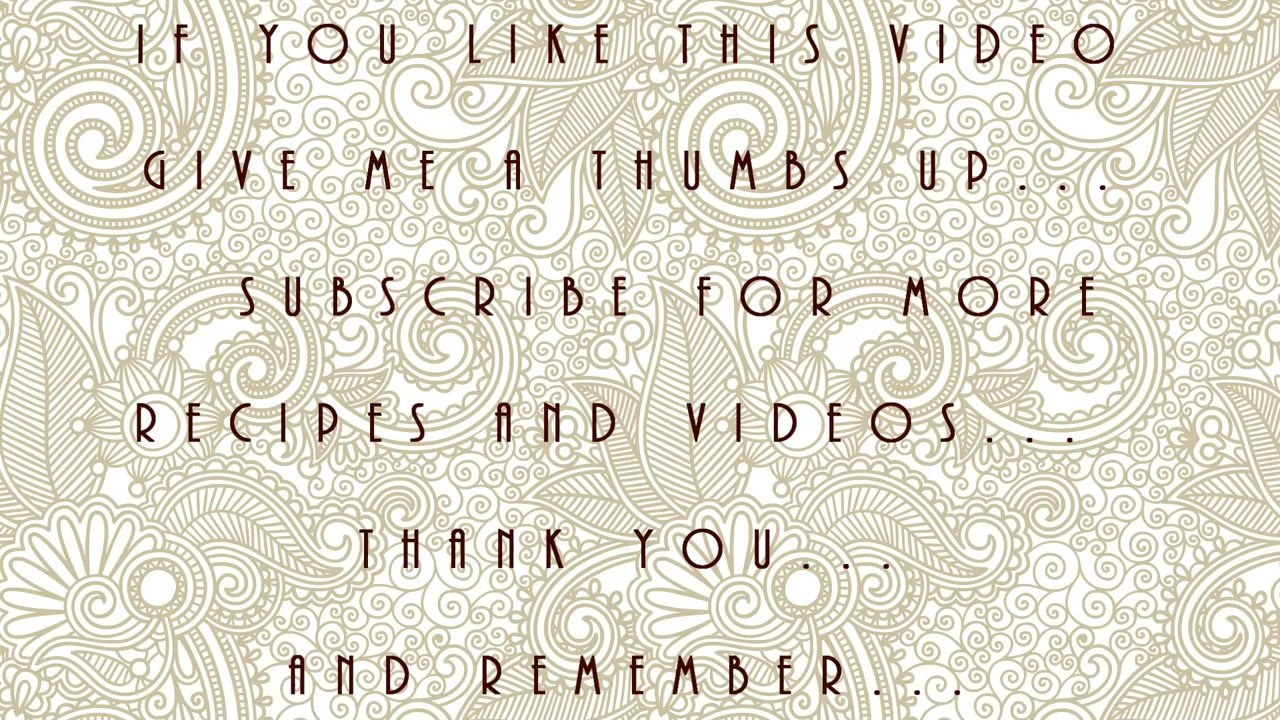 IF YOU LIKE THIS VIDEO
GIVE ME A THUMBS UP...
SUBSCRIBE FOR MORE
RECIPES AND VIDEOS...
THANK YOU...
AND REMEMBER...